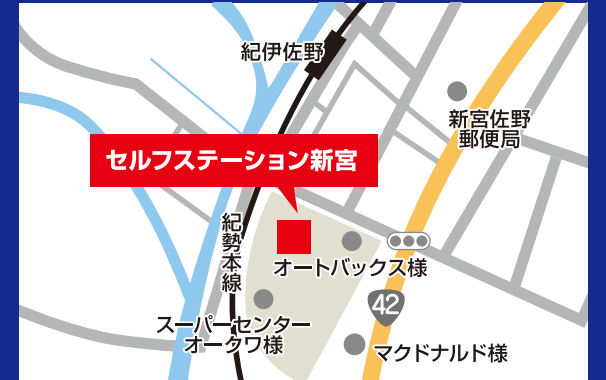 紀伊佐野
新宮佐野
郵便局
セルフステーション新宮
紀勢本線
オートバックス様
42
スーパーセンター
オークワ様
マクドナルド様